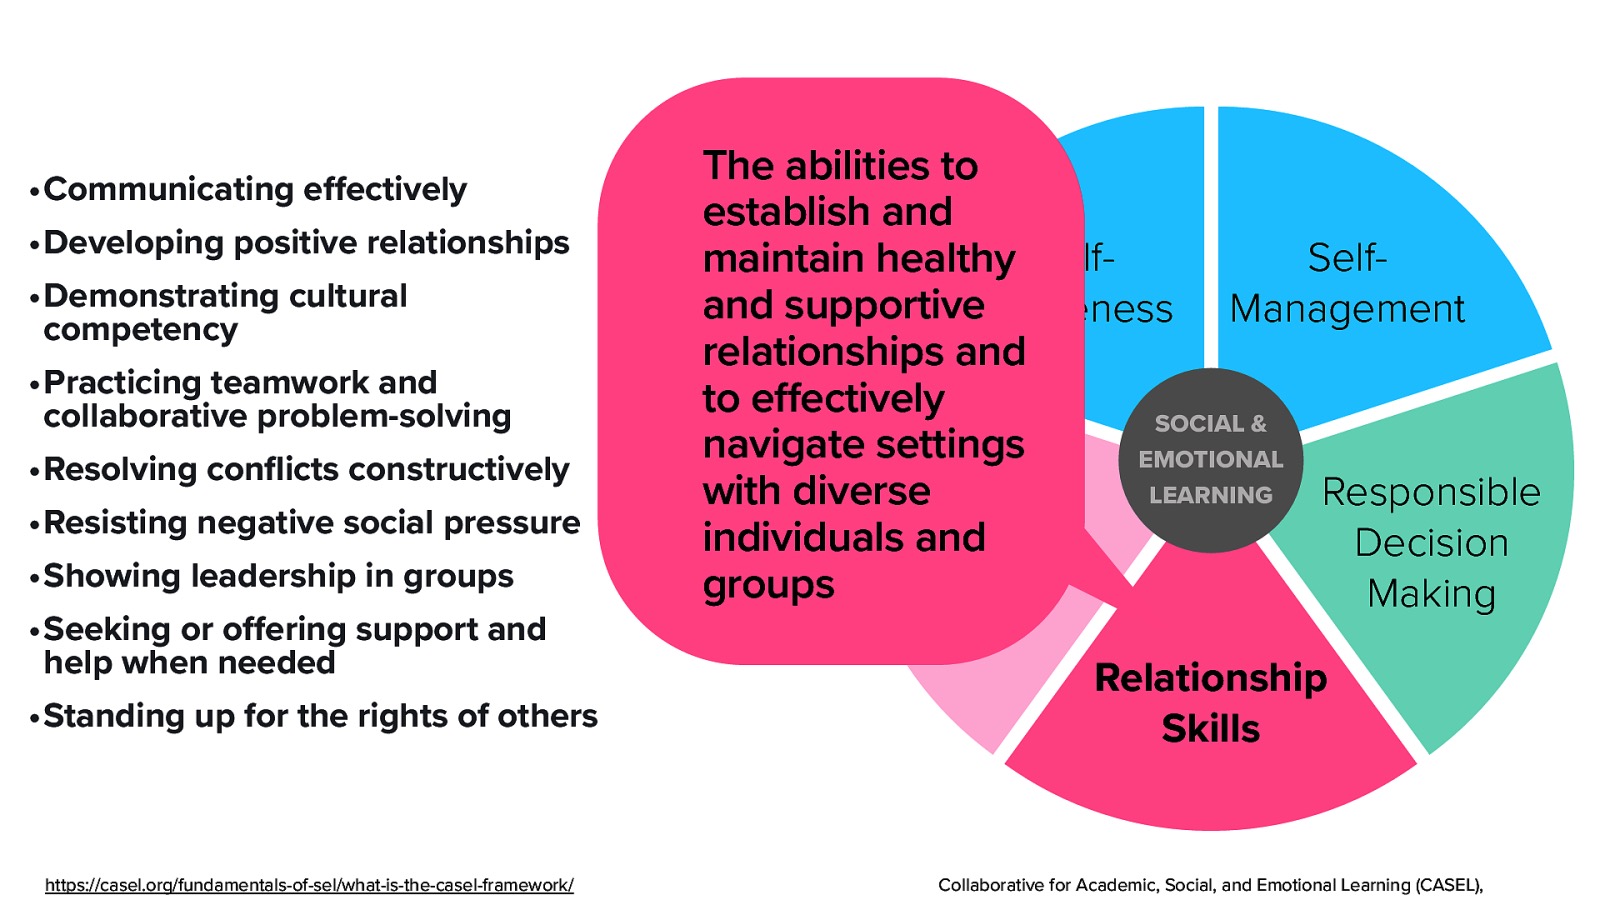 •Communicating effectively
•Developing positive relationships
•Demonstrating cultural
competency
•Practicing teamwork and
collaborative problem-solving
•Resolving conflicts constructively
•Resisting negative social pressure
•Showing leadership in groups
•Seeking or offering support and
help when needed
•Standing up for the rights of others
The abilities to
establish and
maintain healthy
and supportive
relationships and
to effectively
navigate settings
with diverse
individuals and
groups
lf-
eness
Self-
Management
SOCIAL &
EMOTIONAL
LEARNING
Responsible
Decision
Making
Relationship
Skills
https://casel.org/fundamentals-of-sel/what-is-the-casel-framework/
Collaborative for Academic, Social, and Emotional Learning (CASEL),